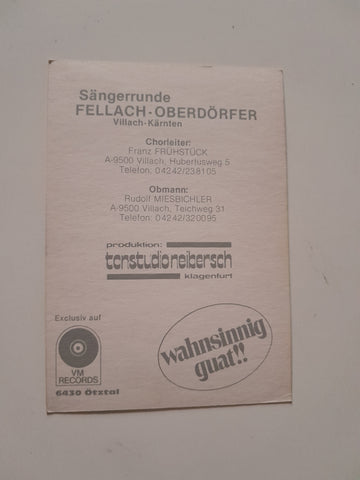 Sängerrunde
FELLACH-OBERDÖRFER
Villach-Kärnten
Chorleiter:
Franz FRÜHSTÜCK
A-9500 Villach, Hubertusweg 5
Telefon: 04242/238105
Obmann:
Rudolf MIESBICHLER
A-9500 Villach, Teichweg 31
Telefon: 04242/320095
produktion:
tonstudio neibersch
klagenfurt
Exclusiv auf
VM
RECORDS
6430 Ötztal
wahnsinnig
guat!!